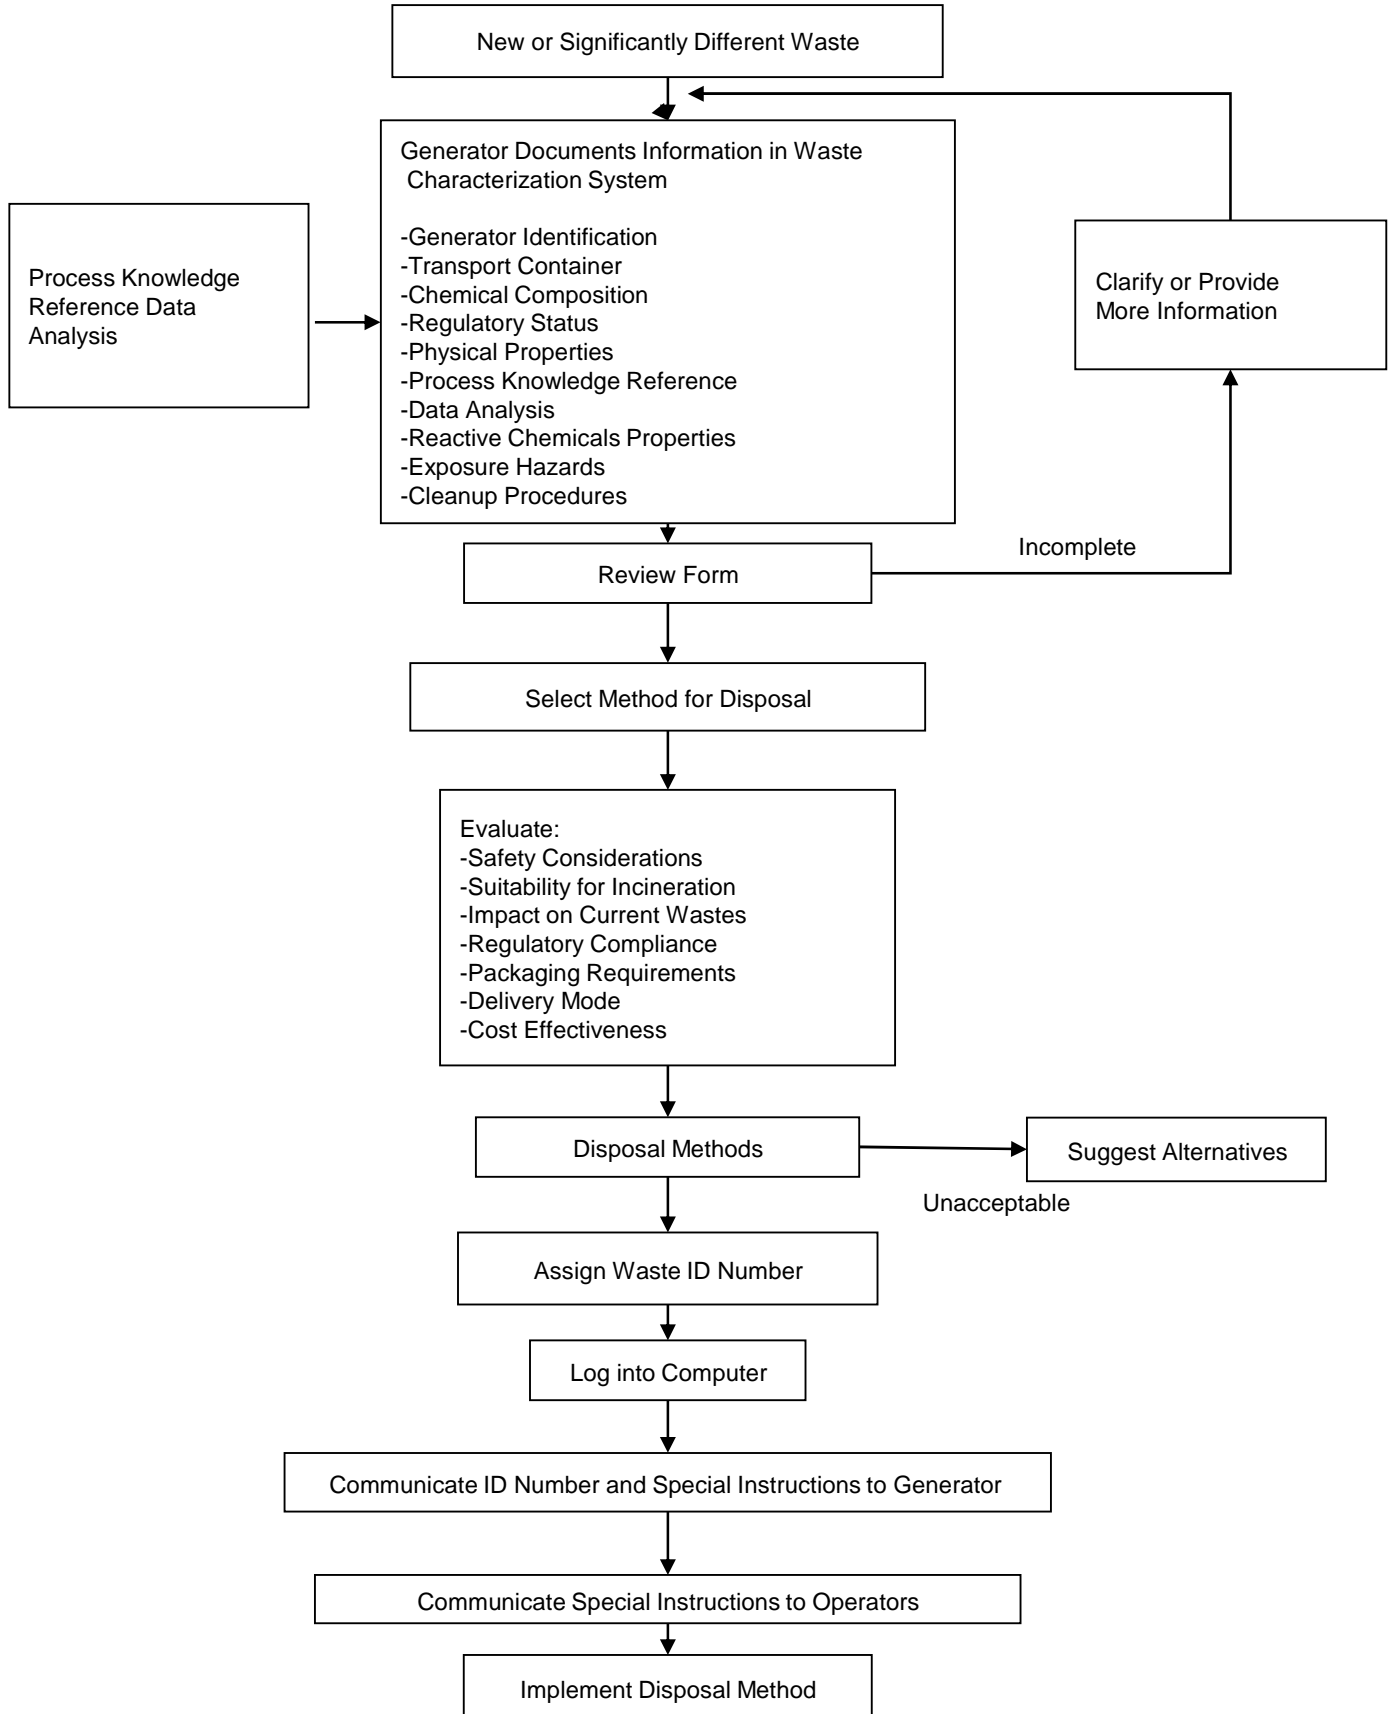 New or Significantly Different Waste
Generator Documents Information in Waste
Characterization System
-Generator Identification
-Transport Container
-Chemical Composition
-Regulatory Status
-Physical Properties
-Process Knowledge Reference
-Data Analysis
-Reactive Chemicals Properties
-Exposure Hazards
-Cleanup Procedures
Process Knowledge
Reference Data
Analysis
Clarify or Provide
More Information
Incomplete
Review Form
Select Method for Disposal
Evaluate:
-Safety Considerations
-Suitability for Incineration
-Impact on Current Wastes
-Regulatory Compliance
-Packaging Requirements
-Delivery Mode
-Cost Effectiveness
Disposal Methods
Suggest Alternatives
Unacceptable
Assign Waste ID Number
Log into Computer
Communicate ID Number and Special Instructions to Generator
Communicate Special Instructions to Operators
Implement Disposal Method